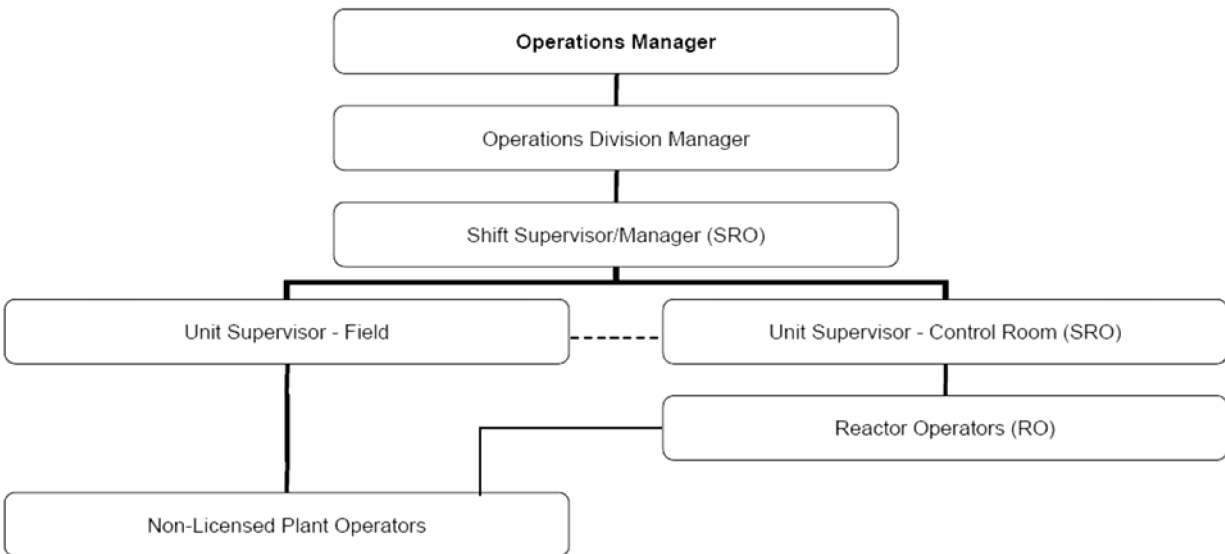 Operations Manager
Operations Division Manager
Shift Supervisor/Manager (SRO)
Unit Supervisor - Field
Unit Supervisor - Control Room (SRO)
Reactor Operators (RO)
Non-Licensed Plant Operators